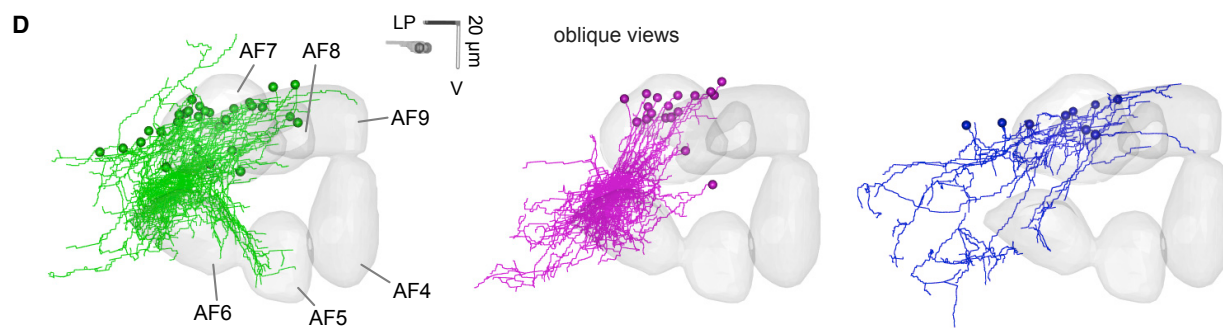 D
LP
20 µm
V
oblique views
AF7
AF8
AF9
AF6
AF5
AF4